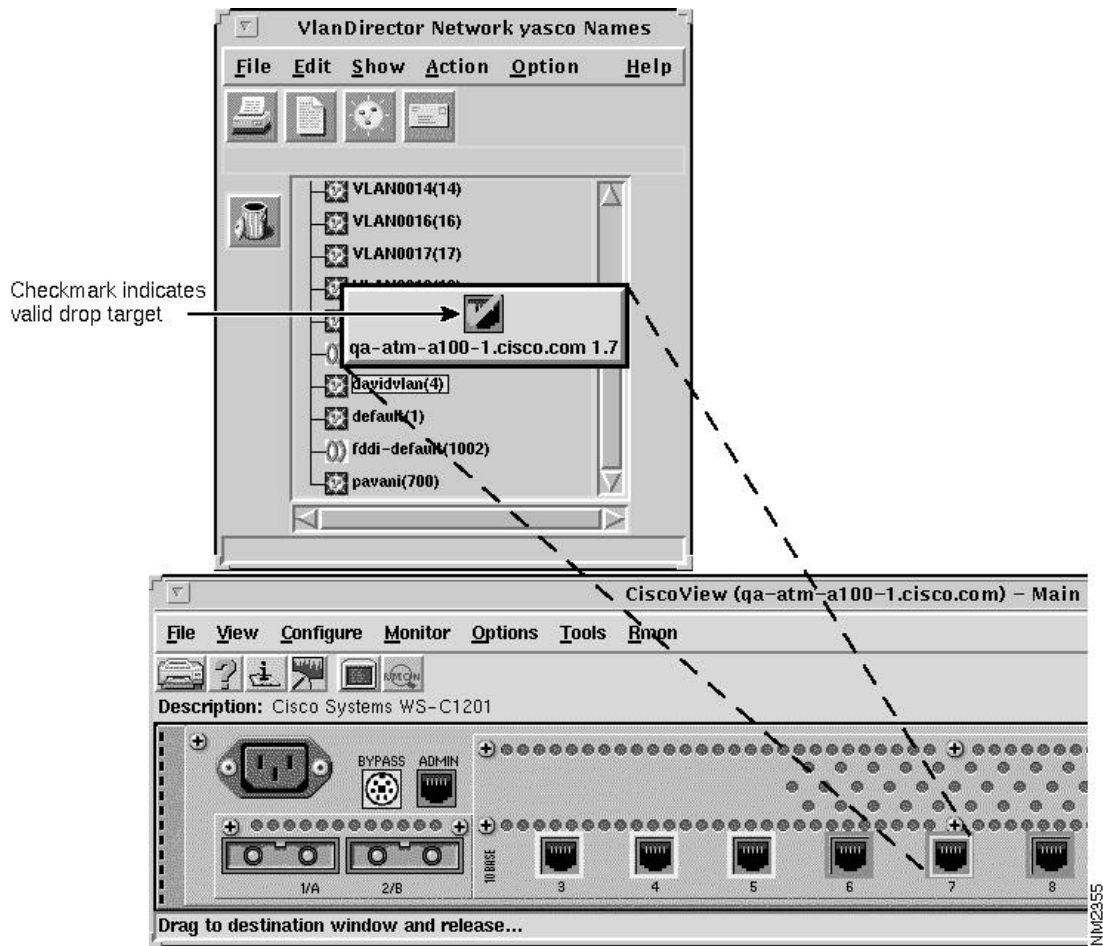 VlanDirector Network yasco Names
File Edit Show Action Option Help
VLAN0014(14)
VLAN0016(16)
VLAN0017(17)
Checkmark indicates
valid drop target
qa-atm-a100-1.cisco.com 1.7
davidvlan(4)
default(1)
fddi-default(1002)
pavani(700)
CiscoView (qa-atm-a100-1.cisco.com) - Main
File View Configure Monitor Options Tools Rmon
RMON
Description: Cisco Systems WS-C1201
BYPASS ADMIN
10 BASE
1/A 2/B 3 4 5 6 7 8
Drag to destination window and release...
NM2355